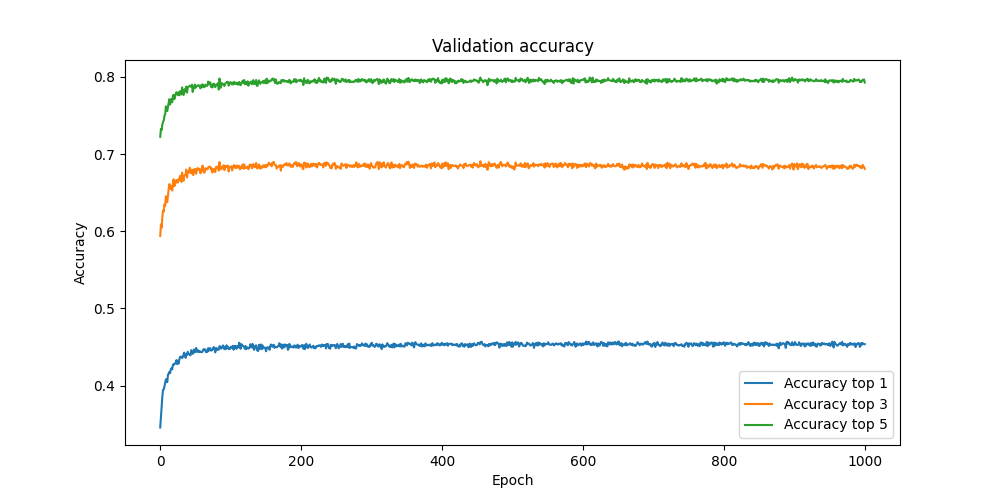 Validation accuracy
Accuracy
0.8
0.7
0.6
0.5
0.4
0
200
400
600
800
1000
Epoch
Accuracy top 1
Accuracy top 3
Accuracy top 5